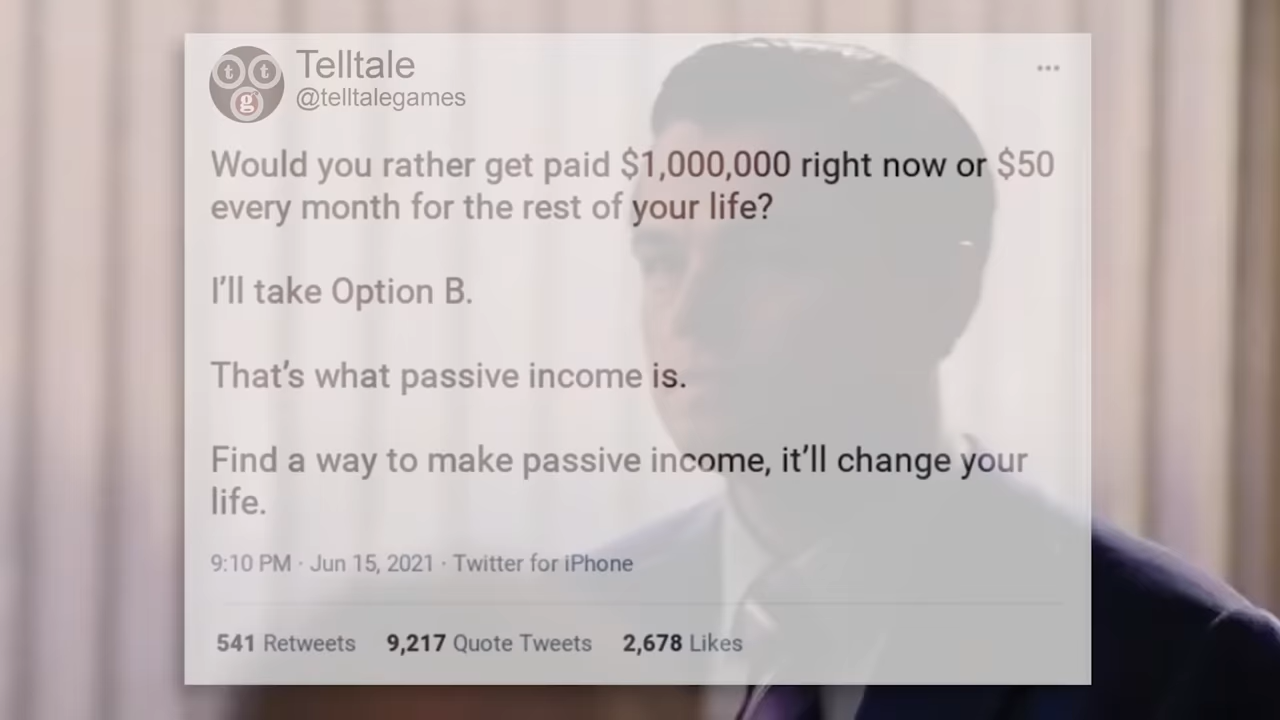 t t
g
Telltale
@telltalegames
Would you rather get paid $1,000,000 right now or $50
every month for the rest of your life?
I’ll take Option B.
That’s what passive income is.
Find a way to make passive income, it’ll change your
life.
9:10 PM · Jun 15, 2021 · Twitter for iPhone
541 Retweets 9,217 Quote Tweets 2,678 Likes